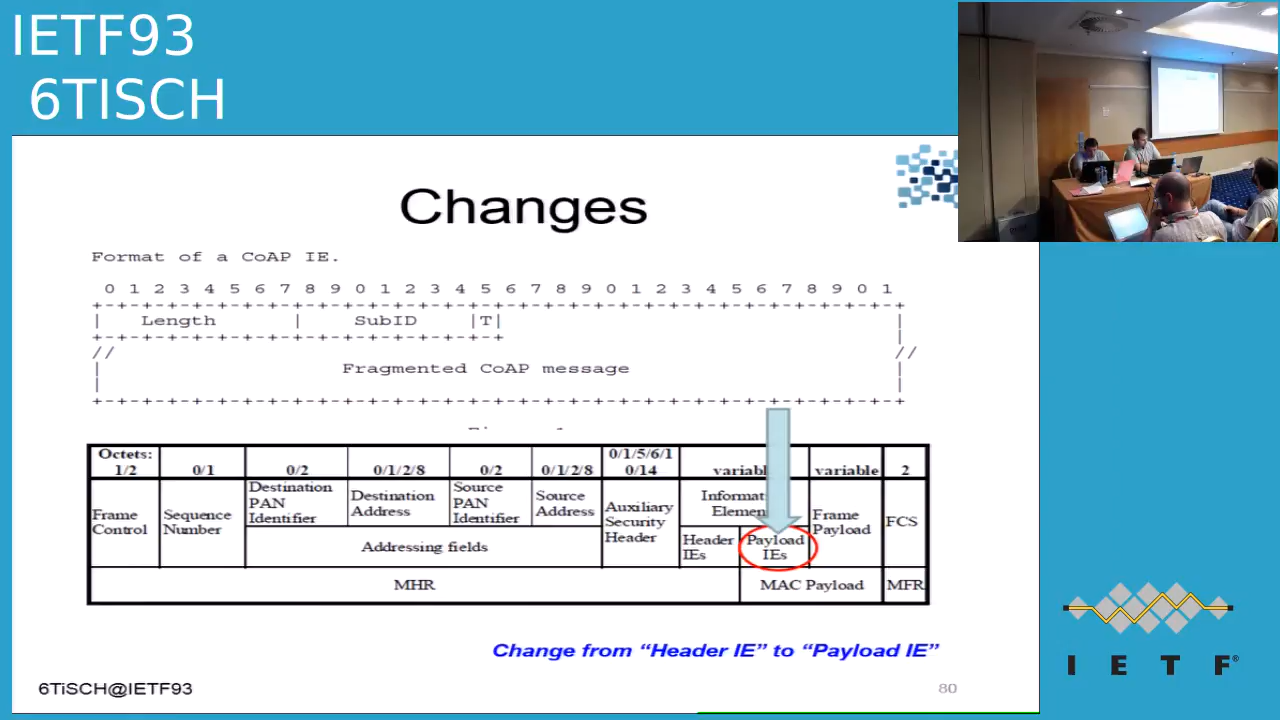 IETF93
6TISCH
Changes
Format of a CoAP IE.
0 1 2 3 4 5 6 7 8 9 0 1 2 3 4 5 6 7 8 9 0 1 2 3 4 5 6 7 8 9 0 1
+-+-+-+-+-+-+-+-+-+-+-+-+-+-+-+-+-+-+-+-+-+-+-+-+-+-+-+-+-+-+-+-+
| Length | SubID |T| |
+-+-+-+-+-+-+-+-+-+-+-+-+-+-+-+-+ |
// //
| Fragmented CoAP message |
| |
+-+-+-+-+-+-+-+-+-+-+-+-+-+-+-+-+-+-+-+-+-+-+-+-+-+-+-+-+-+-+-+-+
Octets: 1/2 0/1 0/2 0/1/2/8 0/2 0/1/2/8 0/1/5/6/1 0/14 variable variable 2
Frame Control
Sequence Number
Destination PAN Identifier
Destination Address
Source PAN Identifier
Source Address
Addressing fields
Auxiliary Security Header
Header IEs
Payload IEs
Frame Payload
FCS
MHR
MAC Payload
MFR
Change from “Header IE” to “Payload IE”
6TiSCH@IETF93
80
I E T F®